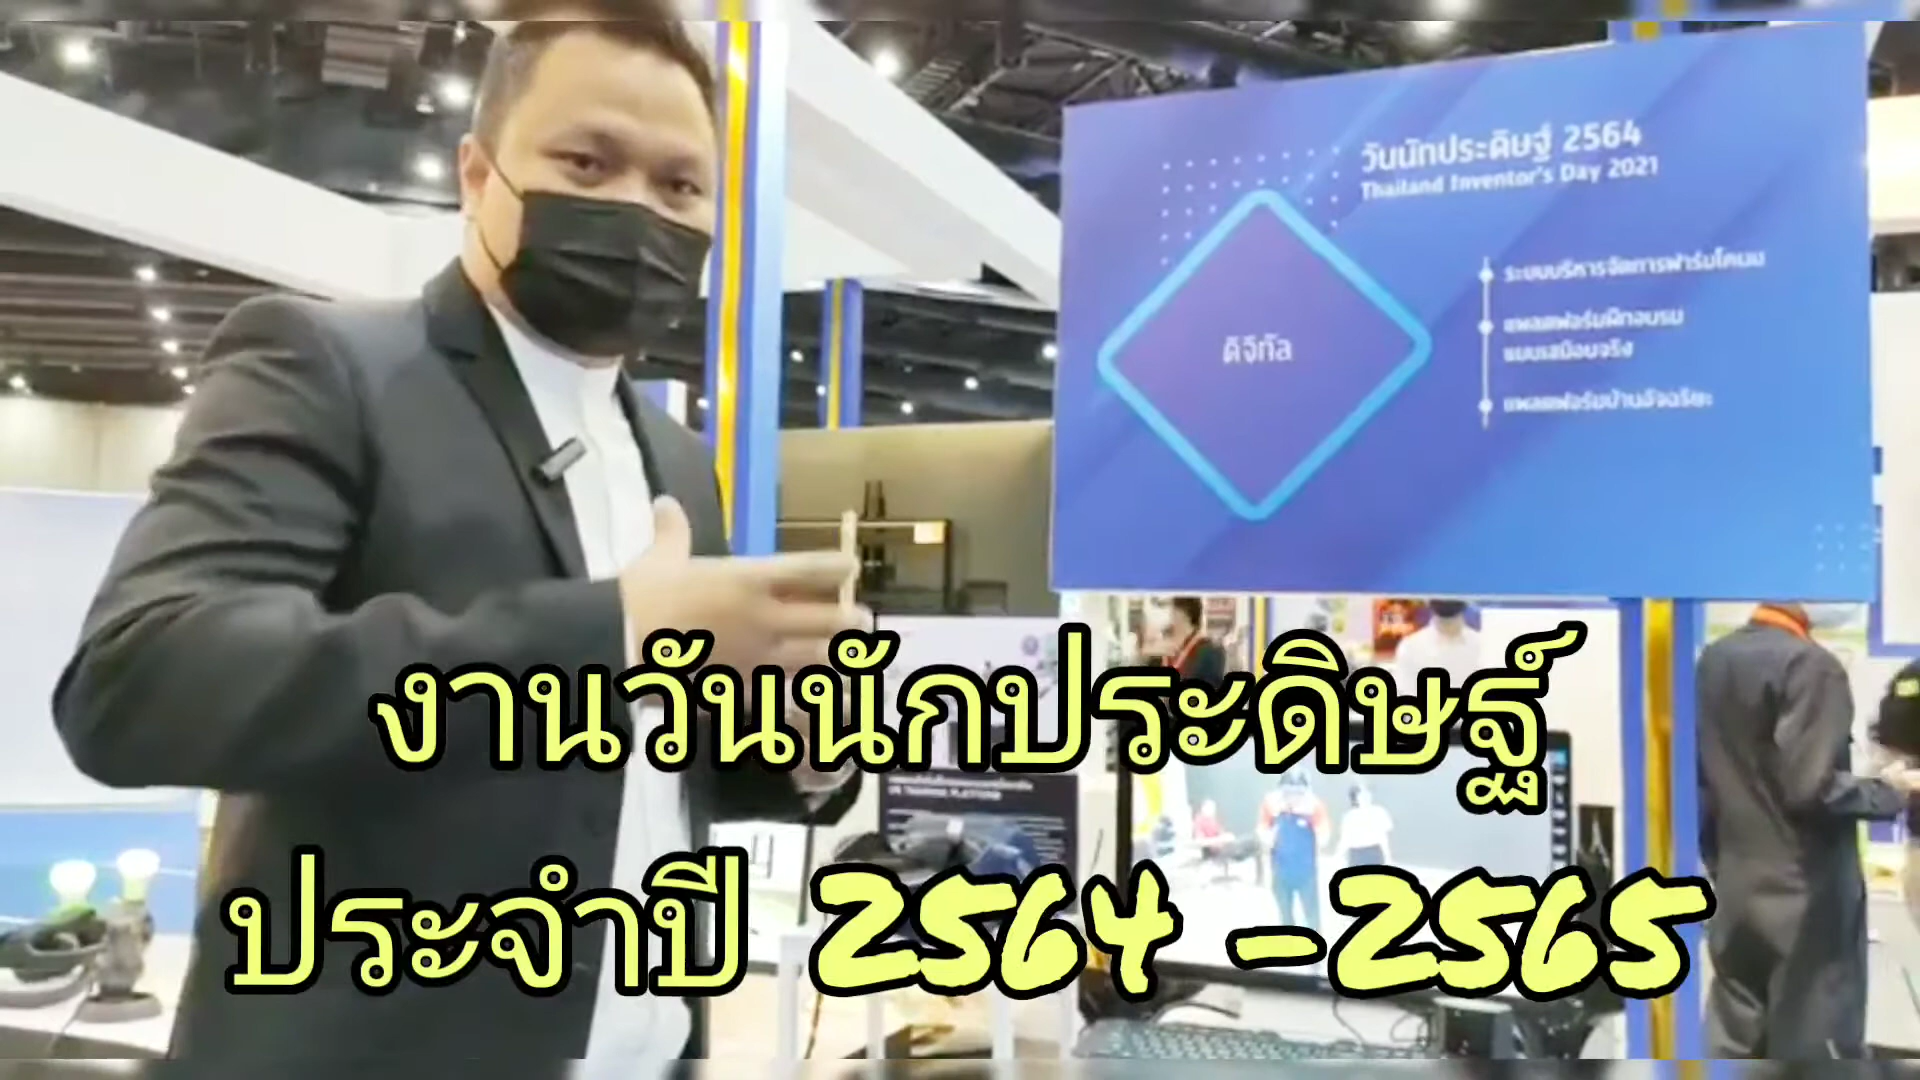 วันนักประดิษฐ์ 2564
Thailand Inventor's Day 2021
ระบบบริหารจัดการฟาร์มโคนม
แพลตฟอร์มฝึกอบรม
แบบเสมือนจริง
ดิจิทัล
แพลตฟอร์มบ้านอัจฉริยะ
งานวันนักประดิษฐ์
ประจำปี 2564 -2565